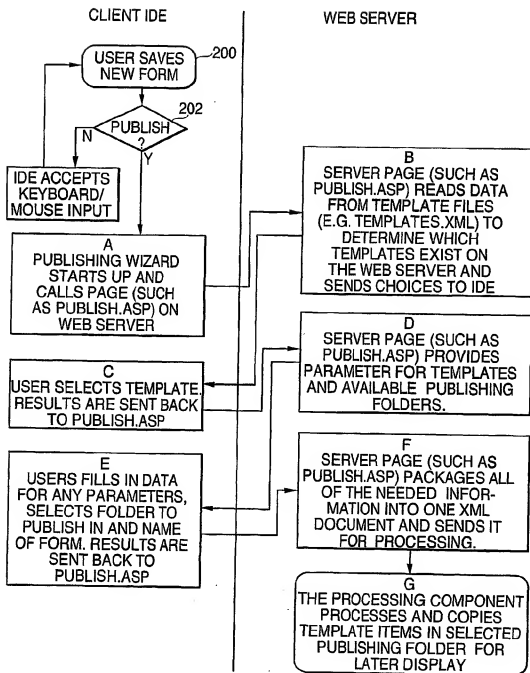 CLIENT IDE
WEB SERVER
USER SAVES
NEW FORM
200
PUBLISH
?
202
N
Y
IDE ACCEPTS
KEYBOARD/
MOUSE INPUT
A
PUBLISHING WIZARD
STARTS UP AND
CALLS PAGE (SUCH
AS PUBLISH.ASP) ON
WEB SERVER
B
SERVER PAGE (SUCH AS
PUBLISH.ASP) READS DATA
FROM TEMPLATE FILES
(E.G. TEMPLATES.XML) TO
DETERMINE WHICH
TEMPLATES EXIST ON
THE WEB SERVER AND
SENDS CHOICES TO IDE
C
USER SELECTS TEMPLATE.
RESULTS ARE SENT BACK
TO PUBLISH.ASP
D
SERVER PAGE (SUCH AS
PUBLISH.ASP) PROVIDES
PARAMETER FOR TEMPLATES
AND AVAILABLE PUBLISHING
FOLDERS.
E
USERS FILLS IN DATA
FOR ANY PARAMETERS,
SELECTS FOLDER TO
PUBLISH IN AND NAME
OF FORM. RESULTS ARE
SENT BACK TO
PUBLISH.ASP
F
SERVER PAGE (SUCH AS
PUBLISH.ASP) PACKAGES ALL
OF THE NEEDED INFOR-
MATION INTO ONE XML
DOCUMENT AND SENDS IT
FOR PROCESSING.
G
THE PROCESSING COMPONENT
PROCESSES AND COPIES
TEMPLATE ITEMS IN SELECTED
PUBLISHING FOLDER FOR
LATER DISPLAY